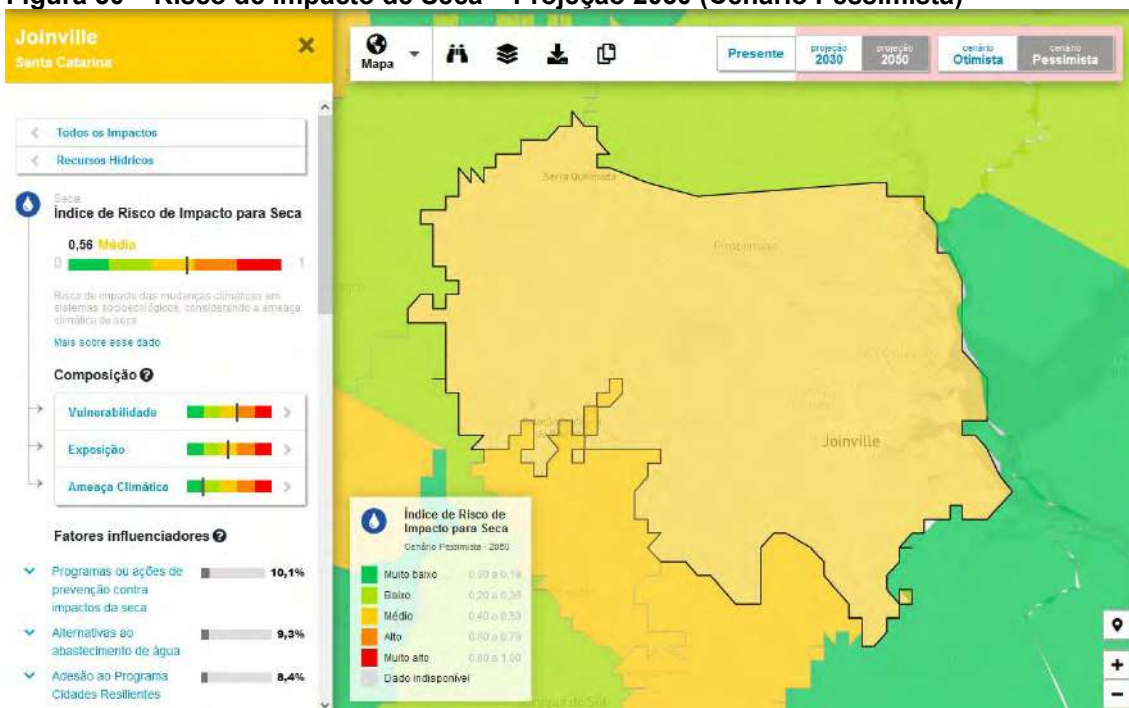 Figura 50 – Risco de Impacto de Seca – Projeção 2050 (Cenário Pessimista)
Joinville
Santa Catarina
Mapa
Presente
projeção
2030
projeção
2050
cenário
Otimista
cenário
Pessimista
Todos os Impactos
Recursos Hídricos
Seca
Índice de Risco de Impacto para Seca
0,56 Médio
0
1
Risco de impacto das mudanças climáticas em
sistemas socioecológicos, considerando a ameaça
climática de seca
Mais sobre esse dado
Composição
Vulnerabilidade
Exposição
Ameaça Climática
Fatores influenciadores
Programas ou ações de
prevenção contra
impactos da seca
10,1%
Alternativas ao
abastecimento de água
9,3%
Adesão ao Programa
Cidades Resilientes
8,4%
Serra Queimada
Pirabeiraba
Joinville
Índice de Risco de
Impacto para Seca
Cenário Pessimista - 2050
Muito baixo 0,00 a 0,19
Baixo 0,20 a 0,39
Médio 0,40 a 0,59
Alto 0,60 a 0,79
Muito alto 0,80 a 1,00
Dado indisponível
do Sul